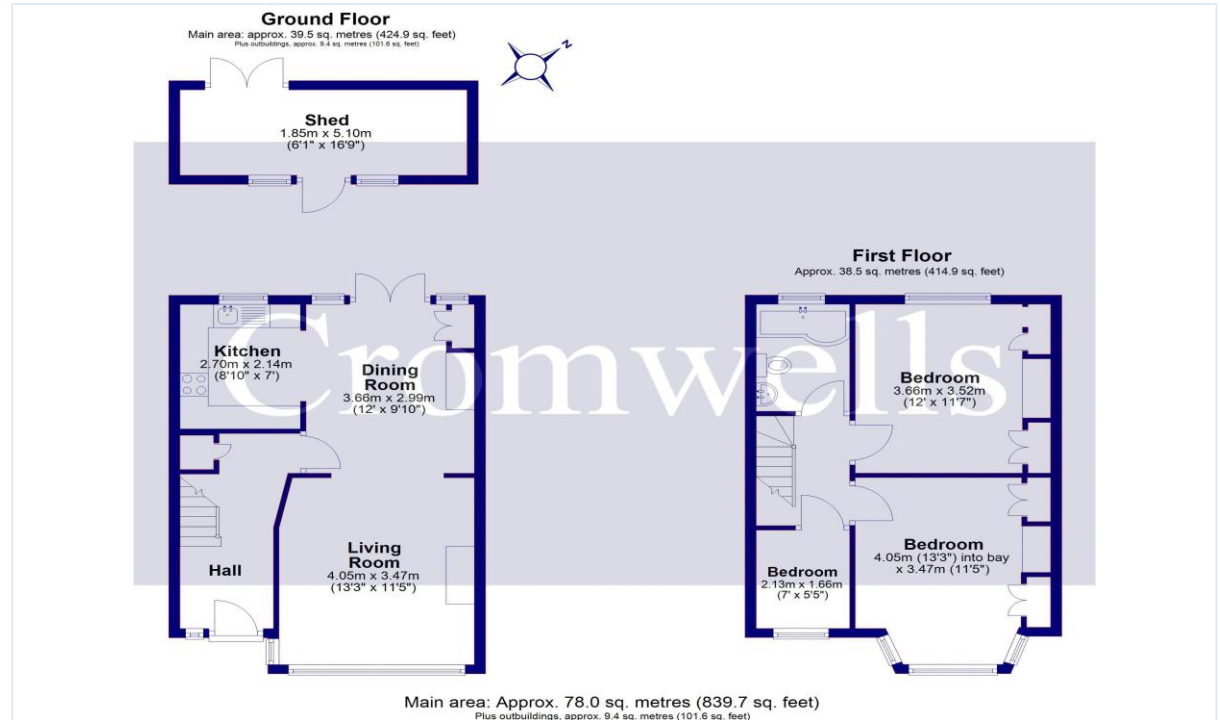 Ground Floor
Main area: approx. 39.5 sq. metres (424.9 sq. feet)
Plus outbuildings, approx. 9.4 sq. metres (101.6 sq. feet)
N
Shed
1.85m x 5.10m
(6'1" x 16'9")
First Floor
Approx. 38.5 sq. metres (414.9 sq. feet)
Cromwells
Kitchen
2.70m x 2.14m
(8'10" x 7')
Dining
Room
3.66m x 2.99m
(12' x 9'10")
Bedroom
3.66m x 3.52m
(12' x 11'7")
Living
Room
4.05m x 3.47m
(13'3" x 11'5")
Hall
Bedroom
4.05m (13'3") into bay
x 3.47m (11'5")
Bedroom
2.13m x 1.66m
(7' x 5'5")
Main area: Approx. 78.0 sq. metres (839.7 sq. feet)
Plus outbuildings, approx. 9.4 sq. metres (101.6 sq. feet)